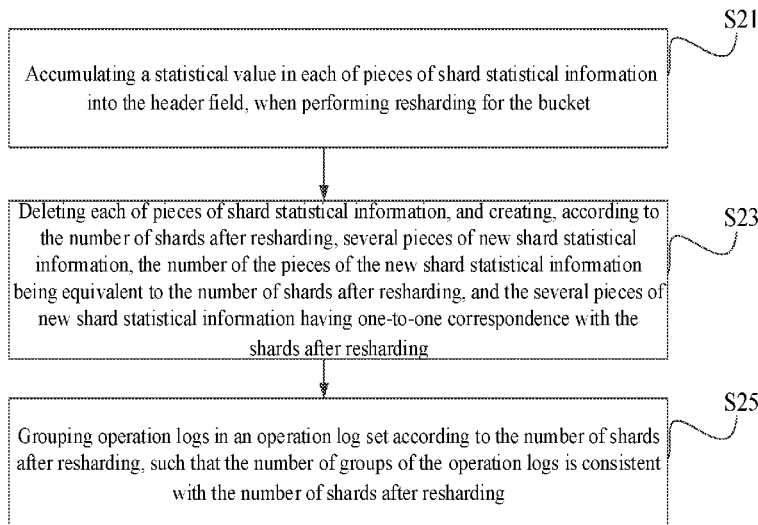 S21
Accumulating a statistical value in each of pieces of shard statistical information
into the header field, when performing resharding for the bucket
S23
Deleting each of pieces of shard statistical information, and creating, according to
the number of shards after resharding, several pieces of new shard statistical
information, the number of the pieces of the new shard statistical information
being equivalent to the number of shards after resharding, and the several pieces of
new shard statistical information having one-to-one correspondence with the
shards after resharding
S25
Grouping operation logs in an operation log set according to the number of shards
after resharding, such that the number of groups of the operation logs is consistent
with the number of shards after resharding